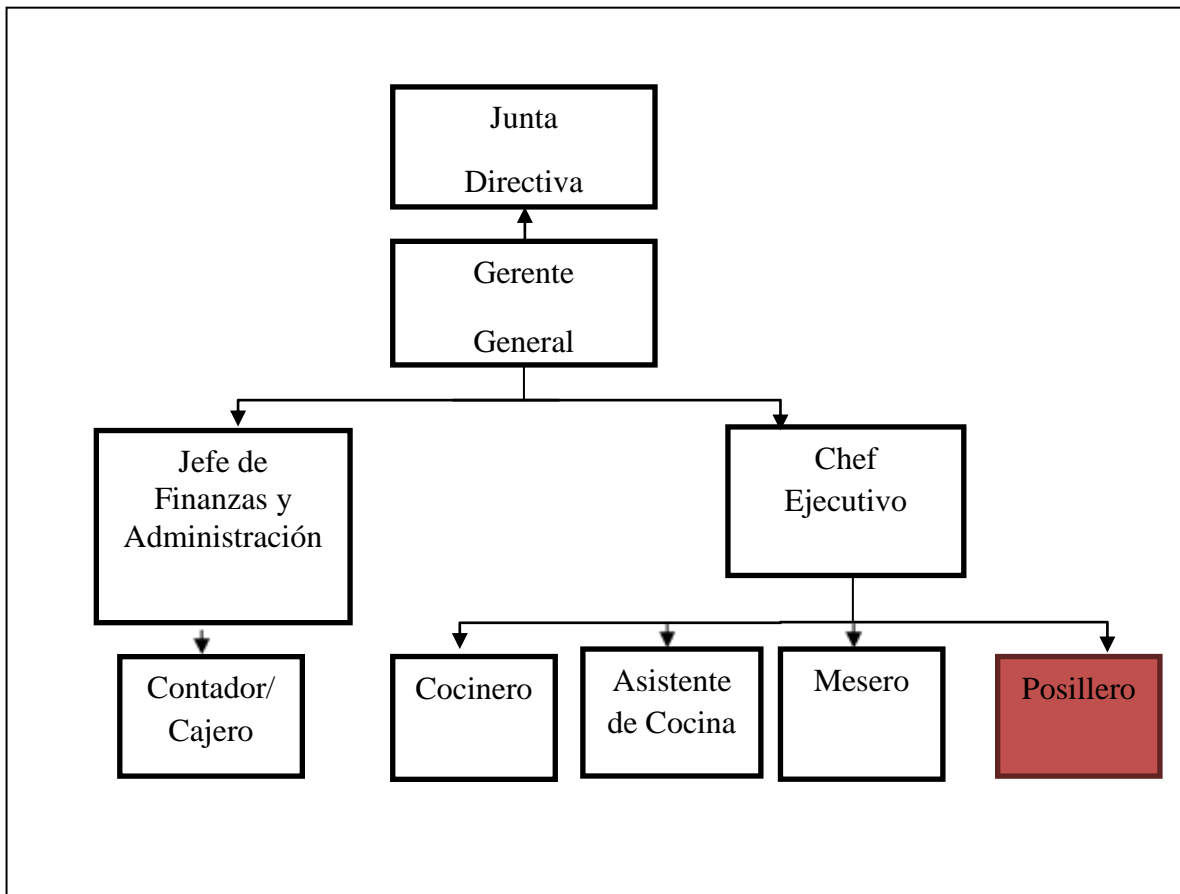 Junta
Directiva
Gerente
General
Jefe de
Finanzas y
Administración
Chef
Ejecutivo
Contador/
Cajero
Cocinero
Asistente
de Cocina
Mesero
Posillero